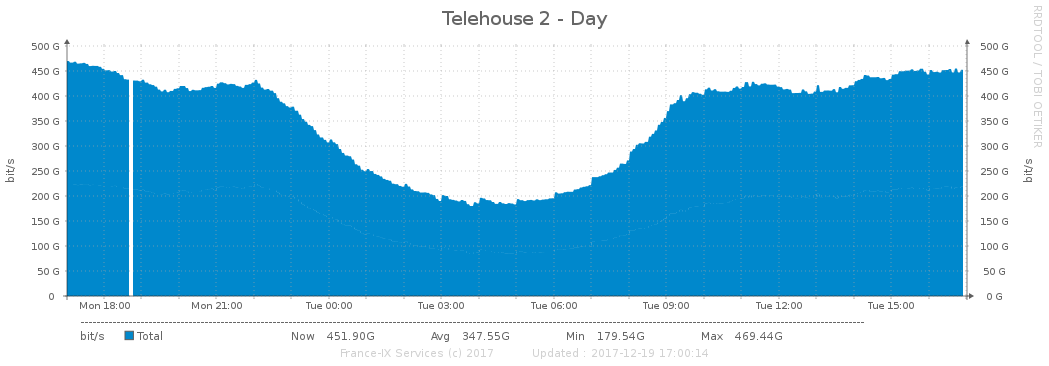 Telehouse 2 - Day
RRDTOOL / TOBI OETIKER
500 G 500 G
450 G 450 G
400 G 400 G
350 G 350 G
300 G 300 G
250 G 250 G
200 G 200 G
150 G 150 G
100 G 100 G
50 G 50 G
0 0 G
bit/s bit/s
Mon 18:00 Mon 21:00 Tue 00:00 Tue 03:00 Tue 06:00 Tue 09:00 Tue 12:00 Tue 15:00
bit/s Total Now 451.90G Avg 347.55G Min 179.54G Max 469.44G
France-IX Services (c) 2017 Updated : 2017-12-19 17:00:14